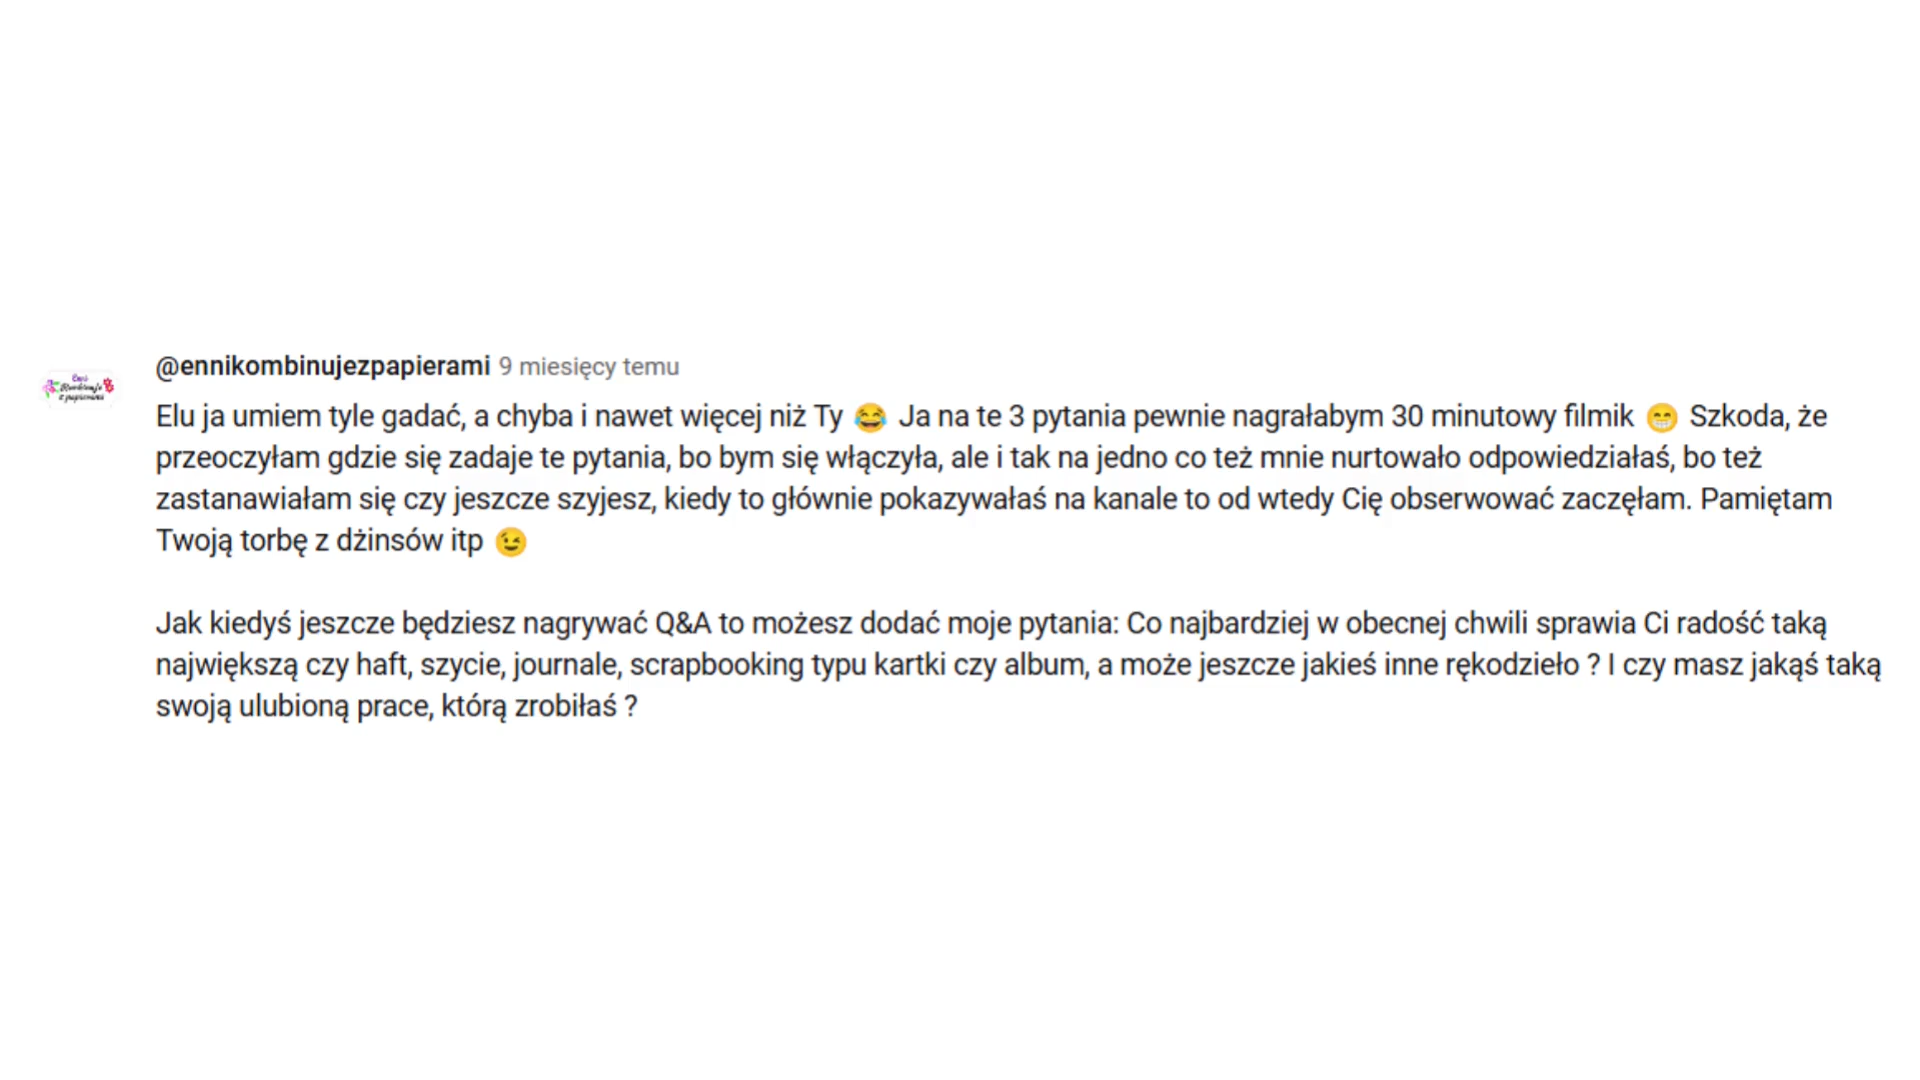 @ennikombinujezpapierami 9 miesięcy temu
Elu ja umiem tyle gadać, a chyba i nawet więcej niż Ty 😂 Ja na te 3 pytania pewnie nagrałabym 30 minutowy filmik 😁 Szkoda, że
przeoczyłam gdzie się zadaje te pytania, bo bym się włączyła, ale i tak na jedno co też mnie nurtowało odpowiedziałaś, bo też
zastanawiałam się czy jeszcze szyjesz, kiedy to głównie pokazywałaś na kanale to od wtedy Cię obserwować zaczęłam. Pamiętam
Twoją torbę z dżinsów itp 😉
Jak kiedyś jeszcze będziesz nagrywać Q&A to możesz dodać moje pytania: Co najbardziej w obecnej chwili sprawia Ci radość taką
największą czy haft, szycie, journale, scrapbooking typu kartki czy album, a może jeszcze jakieś inne rękodzieło ? I czy masz jakąś taką
swoją ulubioną prace, którą zrobiłaś ?